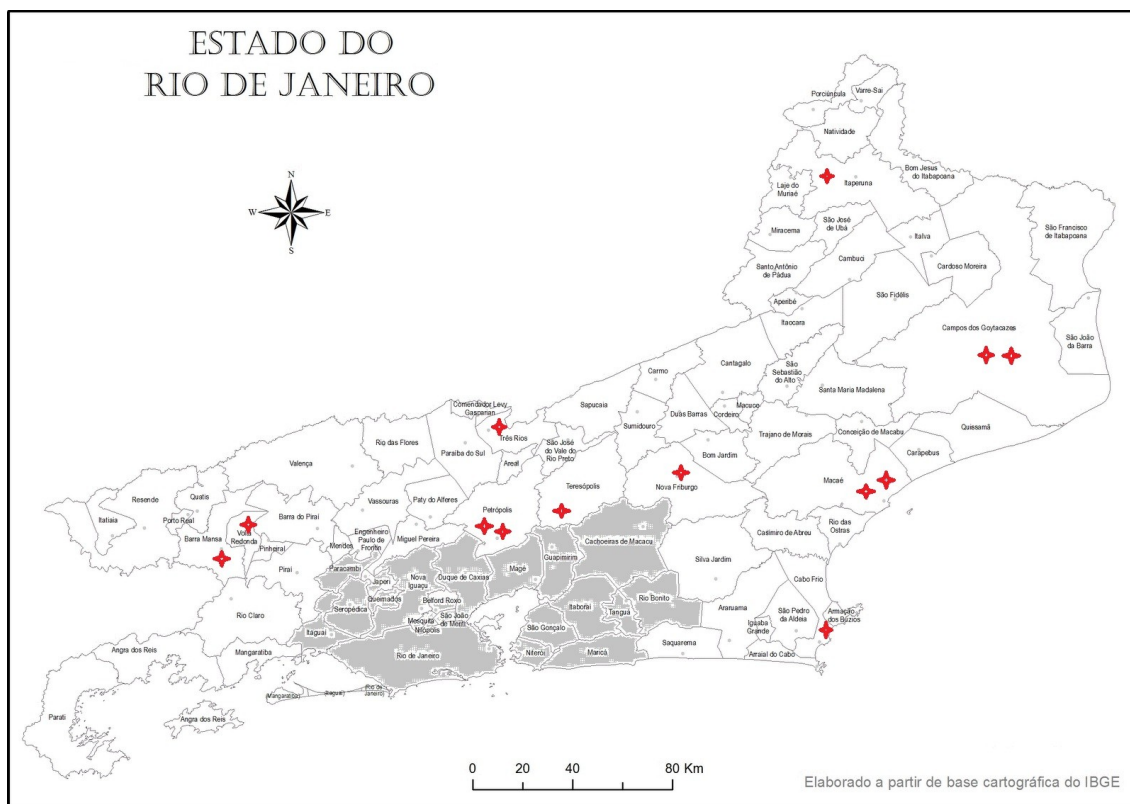 ESTADO DO
RIO DE JANEIRO
N
W
E
S
Porciúncula
Varre-Sai
Natividade
Bom Jesus
do Itabapoana
Laje do
Muriaé
Itaperuna
São Francisco
de Itabapoana
Miracema
São José
de Ubá
Italva
Santo Antônio
de Pádua
Cambuci
Cardoso Moreira
Aperibé
São Fidélis
Itaocara
Campos dos Goytacazes
São João
da Barra
Cantagalo
Carmo
São
Sebastião
do Alto
Santa Maria Madalena
Comendador Levy
Gasparian
Sapucaia
Duas Barras
Macuco
Cordeiro
Sumidouro
Conceição de Macabu
Quissamã
Trajano de Morais
Rio das Flores
Três Rios
Paraíba do Sul
São José
do Vale do
Rio Preto
Areal
Bom Jardim
Carapebus
Valença
Teresópolis
Nova Friburgo
Macaé
Resende
Quatis
Vassouras
Paty do Alferes
Petrópolis
Itatiaia
Porto Real
Barra do Piraí
Rio das
Ostras
Barra Mansa
Volta
Redonda
Engenheiro
Paulo de
Frontin
Miguel Pereira
Casimiro de Abreu
Cachoeiras de Macacu
Pinheiral
Mendes
Piraí
Paracambi
Japeri
Nova
Iguaçu
Duque de Caxias
Magé
Guapimirim
Silva Jardim
Cabo Frio
Queimados
Belford Roxo
Seropédica
Mesquita
São João
de Meriti
Nilópolis
Itaboraí
Tanguá
Rio Bonito
Araruama
São Pedro
da Aldeia
Armação
dos Búzios
Iguaba
Grande
Rio Claro
São Gonçalo
Itaguaí
Niterói
Maricá
Saquarema
Arraial do Cabo
Angra dos Reis
Mangaratiba
Rio de Janeiro
(Mangaratiba)
(Itaguaí)
(Rio de
Janeiro)
Parati
Angra dos Reis
0 20 40 80 Km
Elaborado a partir de base cartográfica do IBGE